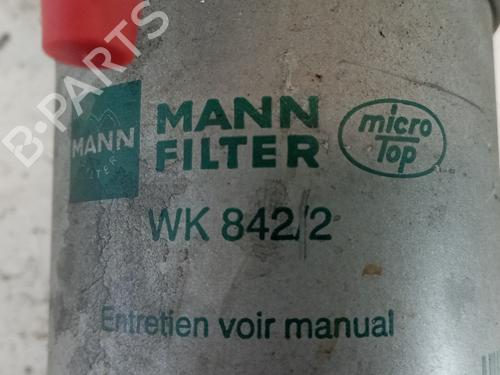 MANN
FILTER
MANN
FILTER
micro
Top
WK 842/2
Entretien voir manual
B-PARTS